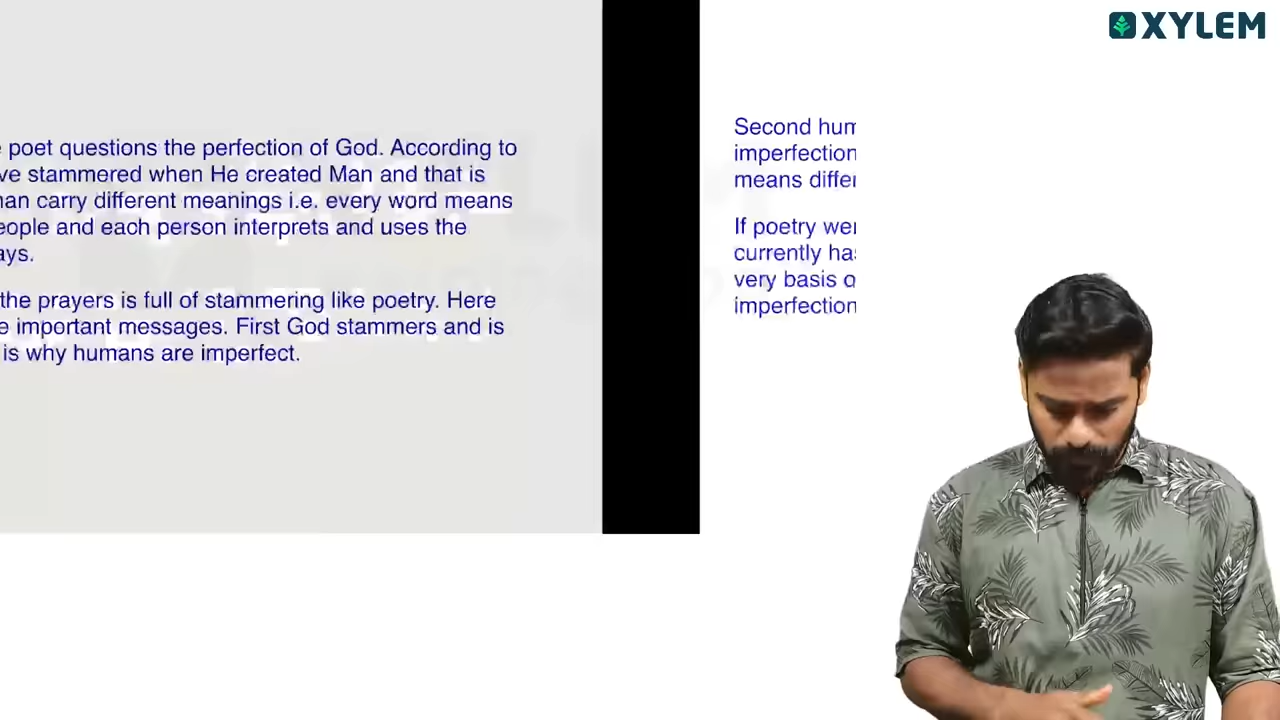 XYLEM
poet questions the perfection of God. According to
ve stammered when He created Man and that is
an carry different meanings i.e. every word means
eople and each person interprets and uses the
ays.
the prayers is full of stammering like poetry. Here
e important messages. First God stammers and is
is why humans are imperfect.
Second hum
imperfection
means differ
If poetry wer
currently has
very basis o
imperfection